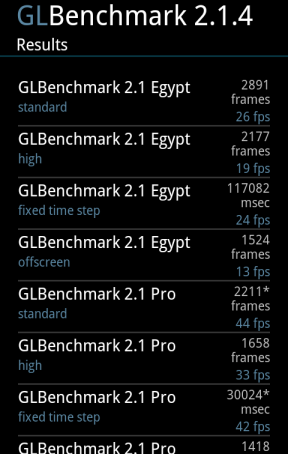 GLBenchmark 2.1.4
Results
GLBenchmark 2.1 Egypt
standard
2891
frames
26 fps
GLBenchmark 2.1 Egypt
high
2177
frames
19 fps
GLBenchmark 2.1 Egypt
fixed time step
117082
msec
24 fps
GLBenchmark 2.1 Egypt
offscreen
1524
frames
13 fps
GLBenchmark 2.1 Pro
standard
2211*
frames
44 fps
GLBenchmark 2.1 Pro
high
1658
frames
33 fps
GLBenchmark 2.1 Pro
fixed time step
30024*
msec
42 fps
GLBenchmark 2.1 Pro
1418